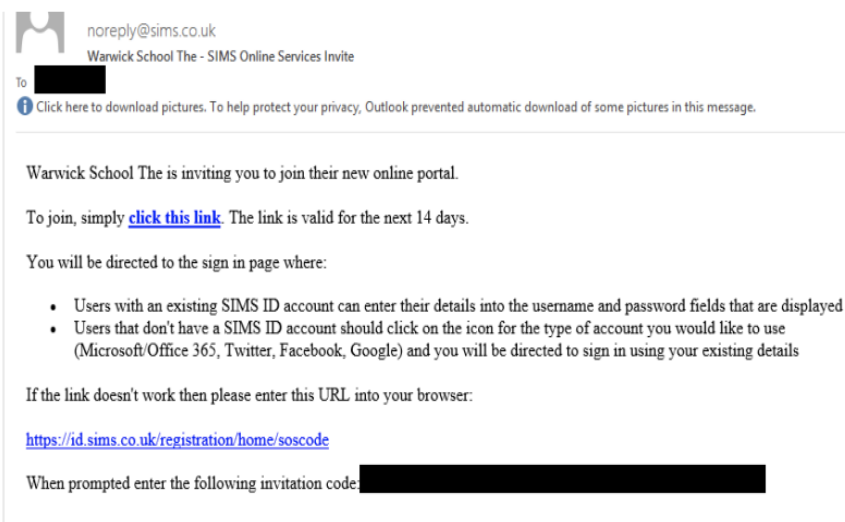 noreply@sims.co.uk
Warwick School The - SIMS Online Services Invite
To
Click here to download pictures. To help protect your privacy, Outlook prevented automatic download of some pictures in this message.
Warwick School The is inviting you to join their new online portal.
To join, simply click this link. The link is valid for the next 14 days.
You will be directed to the sign in page where:
• Users with an existing SIMS ID account can enter their details into the username and password fields that are displayed
• Users that don't have a SIMS ID account should click on the icon for the type of account you would like to use
(Microsoft/Office 365, Twitter, Facebook, Google) and you will be directed to sign in using your existing details
If the link doesn't work then please enter this URL into your browser:
https://id.sims.co.uk/registration/home/soscode
When prompted enter the following invitation code: